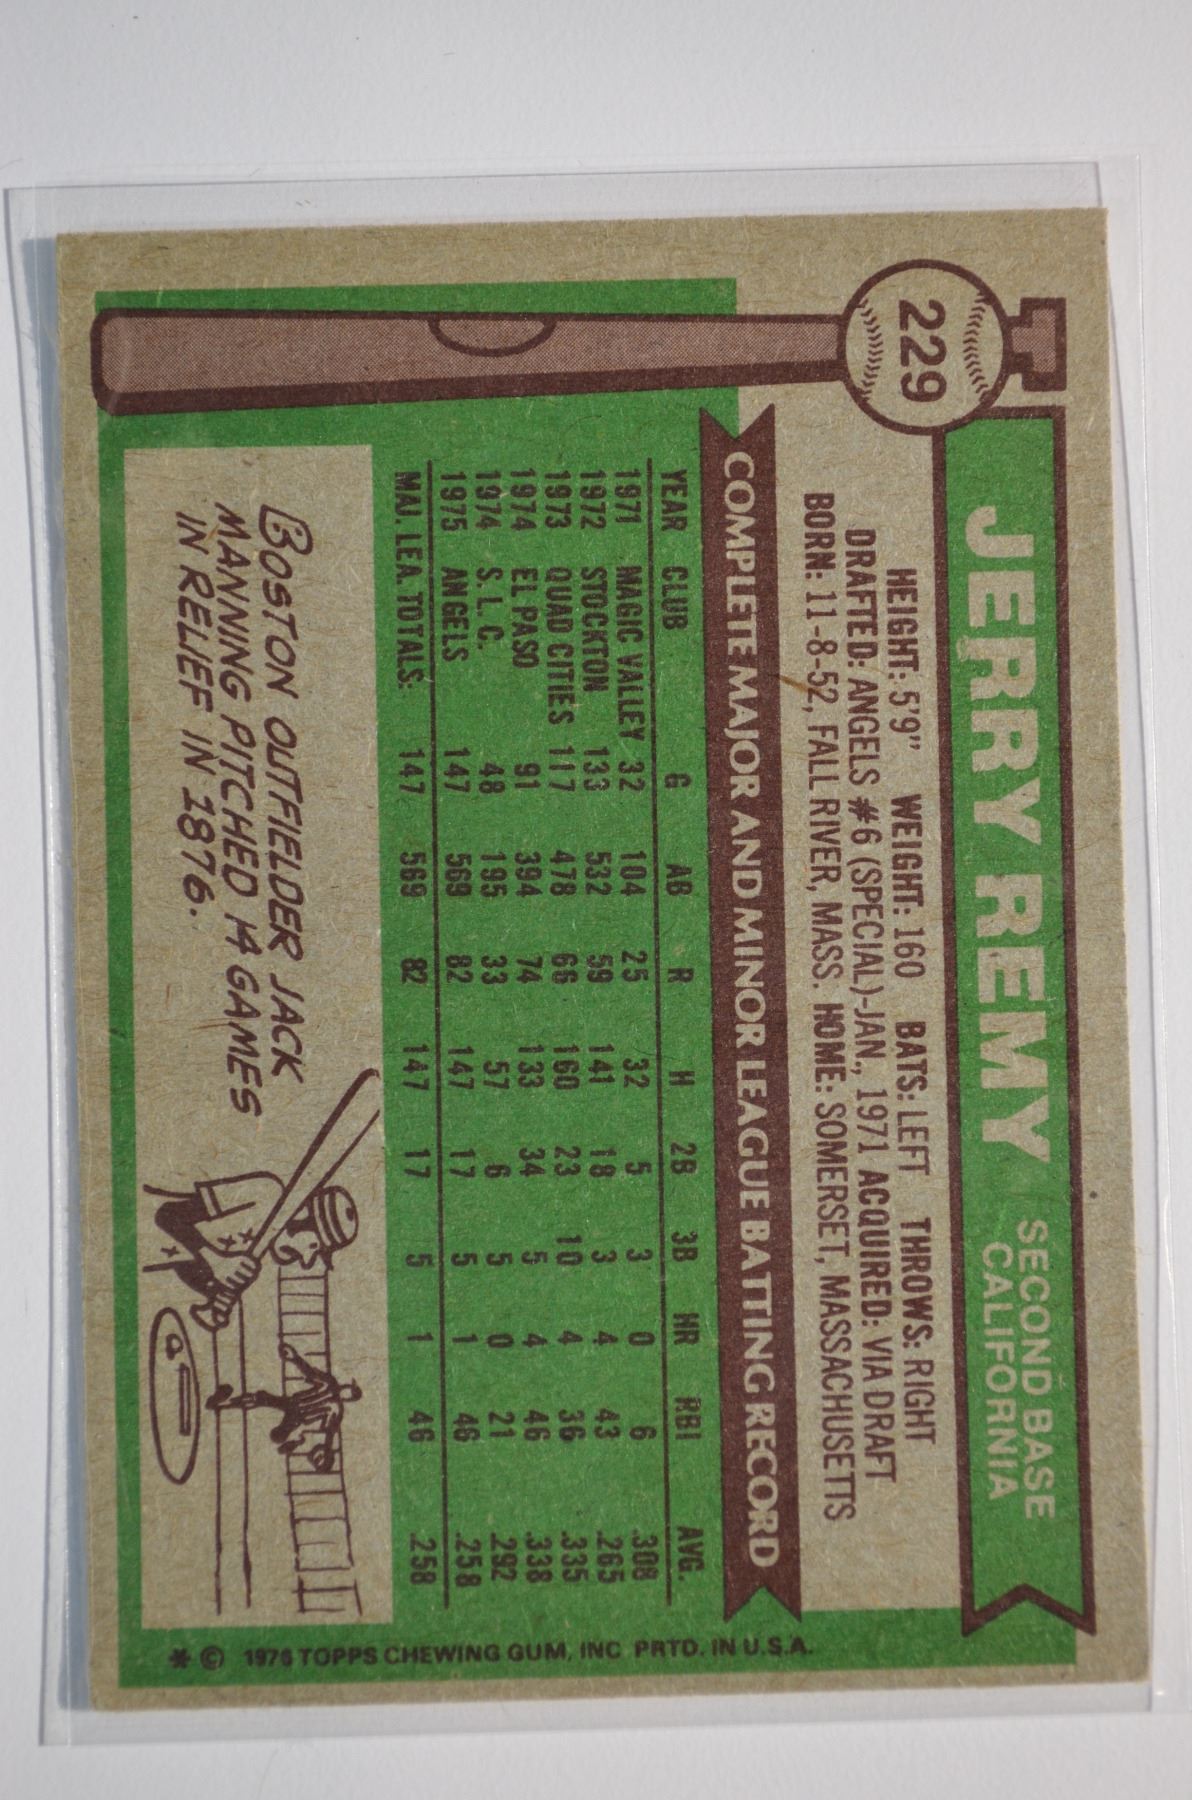 229
JERRY REMY
SECOND BASE
CALIFORNIA
HEIGHT: 5'9" WEIGHT: 160 BATS: LEFT THROWS: RIGHT
DRAFTED: ANGELS #6 (SPECIAL)-JAN., 1971 ACQUIRED: VIA DRAFT
BORN: 11-8-52, FALL RIVER, MASS. HOME: SOMERSET, MASSACHUSETTS
COMPLETE MAJOR AND MINOR LEAGUE BATTING RECORD
YEAR CLUB G AB R H 2B 3B HR RBI AVG.
1971 MAGIC VALLEY 32 104 25 32 5 3 0 6 .308
1972 STOCKTON 133 532 59 141 18 3 4 43 .265
1973 QUAD CITIES 117 478 66 160 23 10 4 36 .335
1974 EL PASO 91 394 74 133 34 5 4 46 .338
1974 S.L.C. 48 195 33 57 6 5 0 21 .292
1975 ANGELS 147 569 82 147 17 5 1 46 .258
MAJ. LEA. TOTALS: 147 569 82 147 17 5 1 46 .258
BOSTON OUTFIELDER JACK
MANNING PITCHED 14 GAMES
IN RELIEF IN 1876.
* © 1976 TOPPS CHEWING GUM, INC PRTD. IN U.S.A.